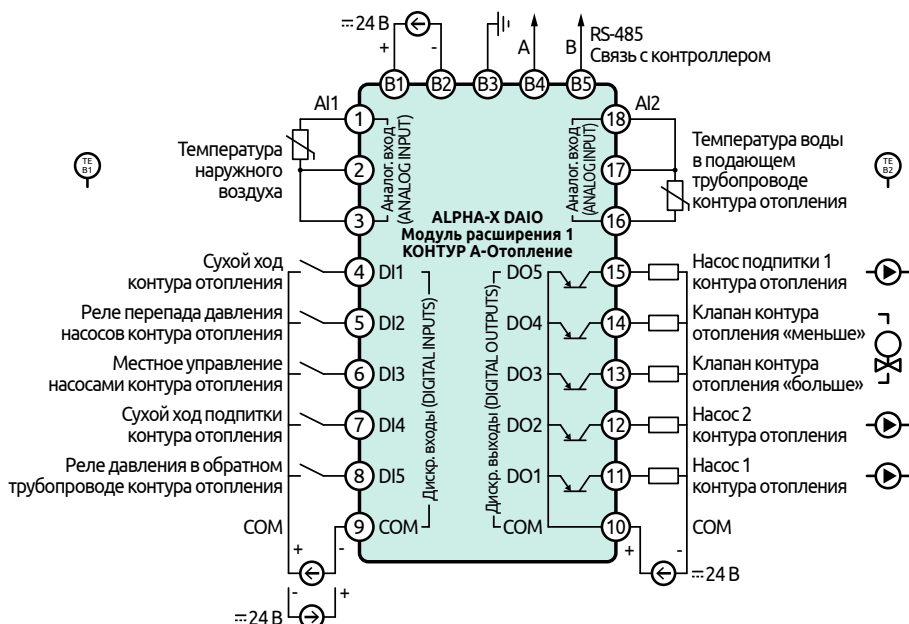 ⎓24 В
+ -
A B
RS-485
Связь с контроллером
B1 B2 B3 B4 B5
AI1
AI2
1
2
3
18
17
16
Аналог. вход
(ANALOG INPUT)
Аналог. вход
(ANALOG INPUT)
Температура
наружного
воздуха
TE
B1
Температура воды
в подающем
трубопроводе
контура отопления
TE
B2
ALPHA-X DAIO
Модуль расширения 1
КОНТУР А-Отопление
Сухой ход
контура отопления
4 DI1
Реле перепада давления
насосов контура отопления
5 DI2
Местное управление
насосами контура отопления
6 DI3
Сухой ход подпитки
контура отопления
7 DI4
Реле давления в обратном
трубопроводе контура отопления
8 DI5
COM
9 COM
Дискр. входы (DIGITAL INPUTS)
Дискр. выходы (DIGITAL OUTPUTS)
DO5 15
Насос подпитки 1
контура отопления
DO4 14
Клапан контура
отопления «меньше»
DO3 13
Клапан контура
отопления «больше»
DO2 12
Насос 2
контура отопления
DO1 11
Насос 1
контура отопления
COM 10
COM
+ -
+ -
⎓24 В
- +
⎓24 В